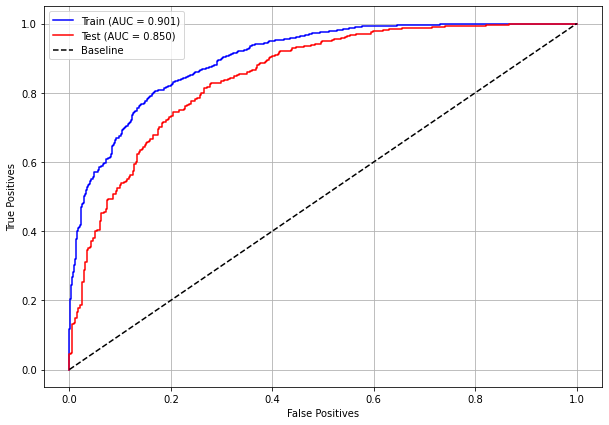 Train (AUC = 0.901)
Test (AUC = 0.850)
Baseline
True Positives
1.0
0.8
0.6
0.4
0.2
0.0
0.0 0.2 0.4 0.6 0.8 1.0
False Positives